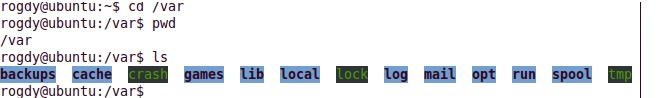 rogdy@ubuntu:~$ cd /var
rogdy@ubuntu:/var$ pwd
/var
rogdy@ubuntu:/var$ ls
backups cache crash games lib local lock log mail opt run spool tmp
rogdy@ubuntu:/var$